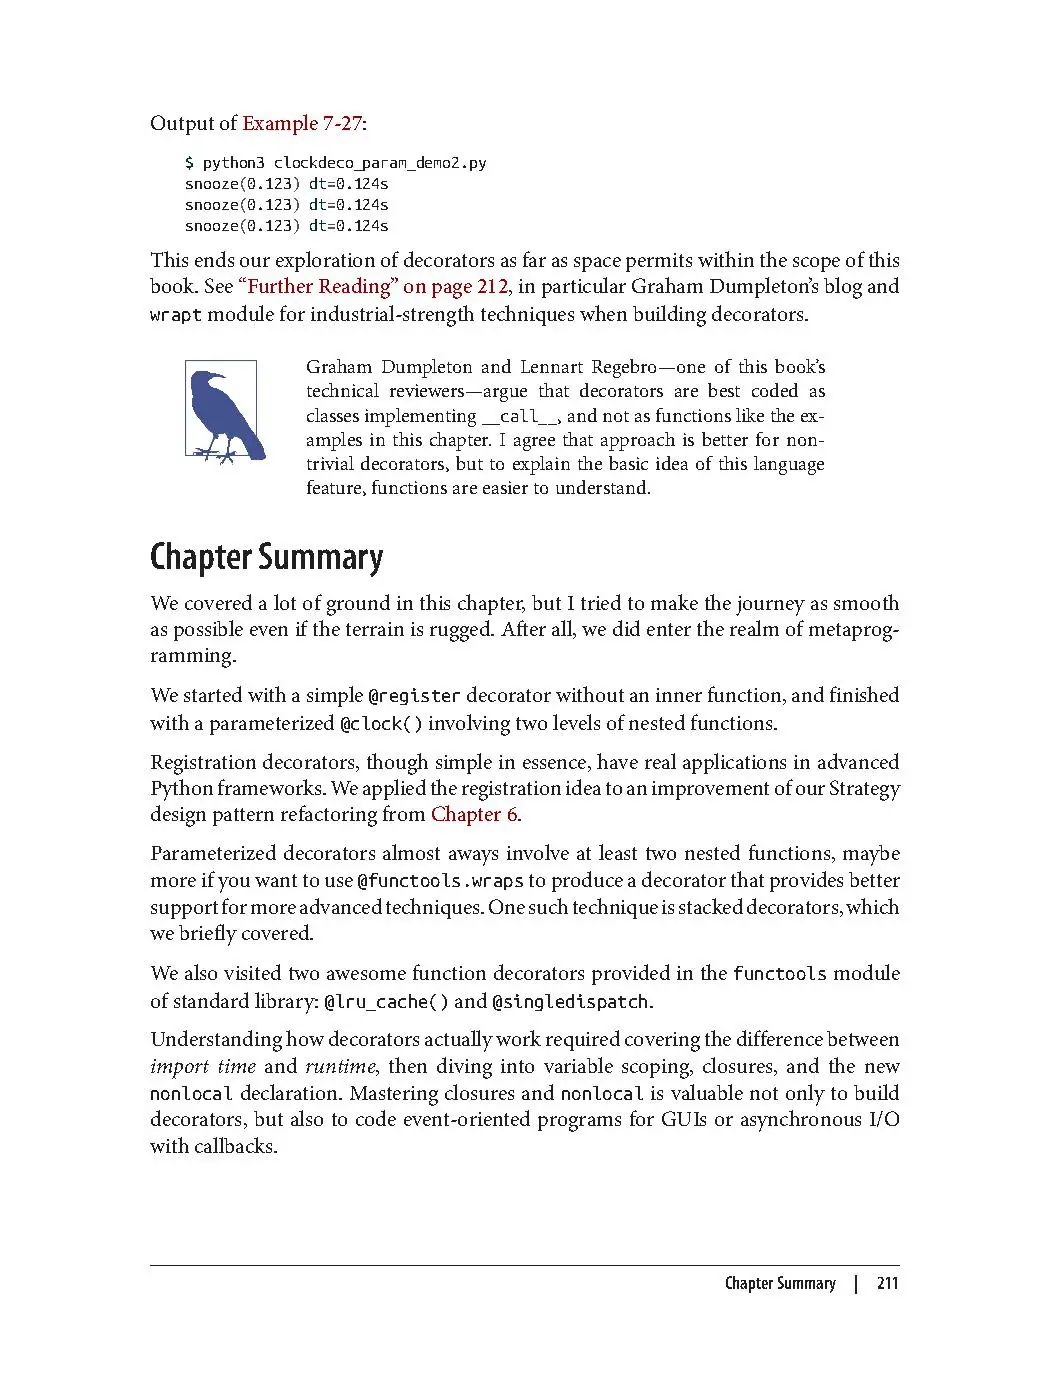 Output of Example 7-27:
$ python3 clockdeco_param_demo2.py
snooze(0.123) dt=0.124s
snooze(0.123) dt=0.124s
snooze(0.123) dt=0.124s
This ends our exploration of decorators as far as space permits within the scope of this
book. See “Further Reading” on page 212, in particular Graham Dumpleton’s blog and
wrapt module for industrial-strength techniques when building decorators.
Graham Dumpleton and Lennart Regebro—one of this book’s
technical reviewers—argue that decorators are best coded as
classes implementing __call__, and not as functions like the ex-
amples in this chapter. I agree that approach is better for non-
trivial decorators, but to explain the basic idea of this language
feature, functions are easier to understand.
Chapter Summary
We covered a lot of ground in this chapter, but I tried to make the journey as smooth
as possible even if the terrain is rugged. After all, we did enter the realm of metaprog-
ramming.
We started with a simple @register decorator without an inner function, and finished
with a parameterized @clock() involving two levels of nested functions.
Registration decorators, though simple in essence, have real applications in advanced
Python frameworks. We applied the registration idea to an improvement of our Strategy
design pattern refactoring from Chapter 6.
Parameterized decorators almost aways involve at least two nested functions, maybe
more if you want to use @functools.wraps to produce a decorator that provides better
support for more advanced techniques. One such technique is stacked decorators, which
we briefly covered.
We also visited two awesome function decorators provided in the functools module
of standard library: @lru_cache() and @singledispatch.
Understanding how decorators actually work required covering the difference between
import time and runtime, then diving into variable scoping, closures, and the new
nonlocal declaration. Mastering closures and nonlocal is valuable not only to build
decorators, but also to code event-oriented programs for GUIs or asynchronous I/O
with callbacks.
Chapter Summary | 211